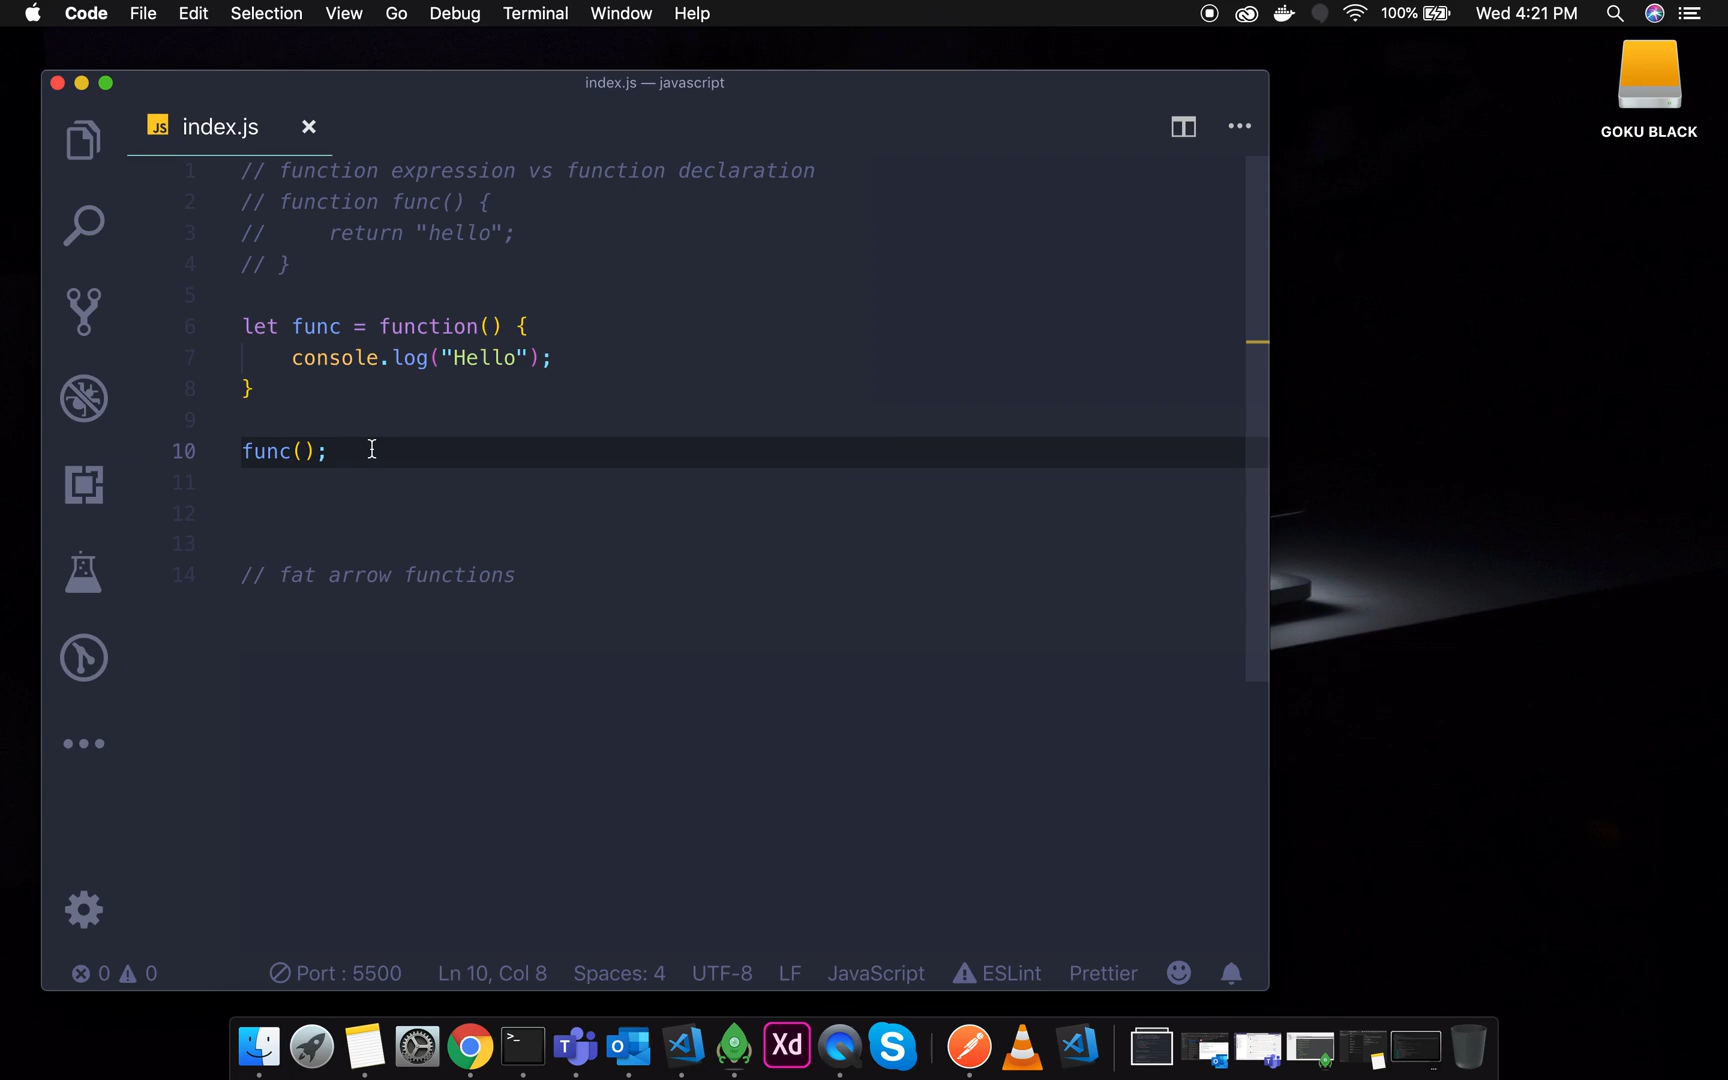 Code File Edit Selection View Go Debug Terminal Window Help 100% Wed 4:21 PM
GOKU BLACK
index.js — javascript
JS index.js
1 // function expression vs function declaration
2 // function func() {
3 //     return "hello";
4 // }
5
6 let func = function() {
7     console.log("Hello");
8 }
9
10 func();
11
12
13
14 // fat arrow functions
0 0 Port : 5500 Ln 10, Col 8 Spaces: 4 UTF-8 LF JavaScript ESLint Prettier
>_ T O Xd S